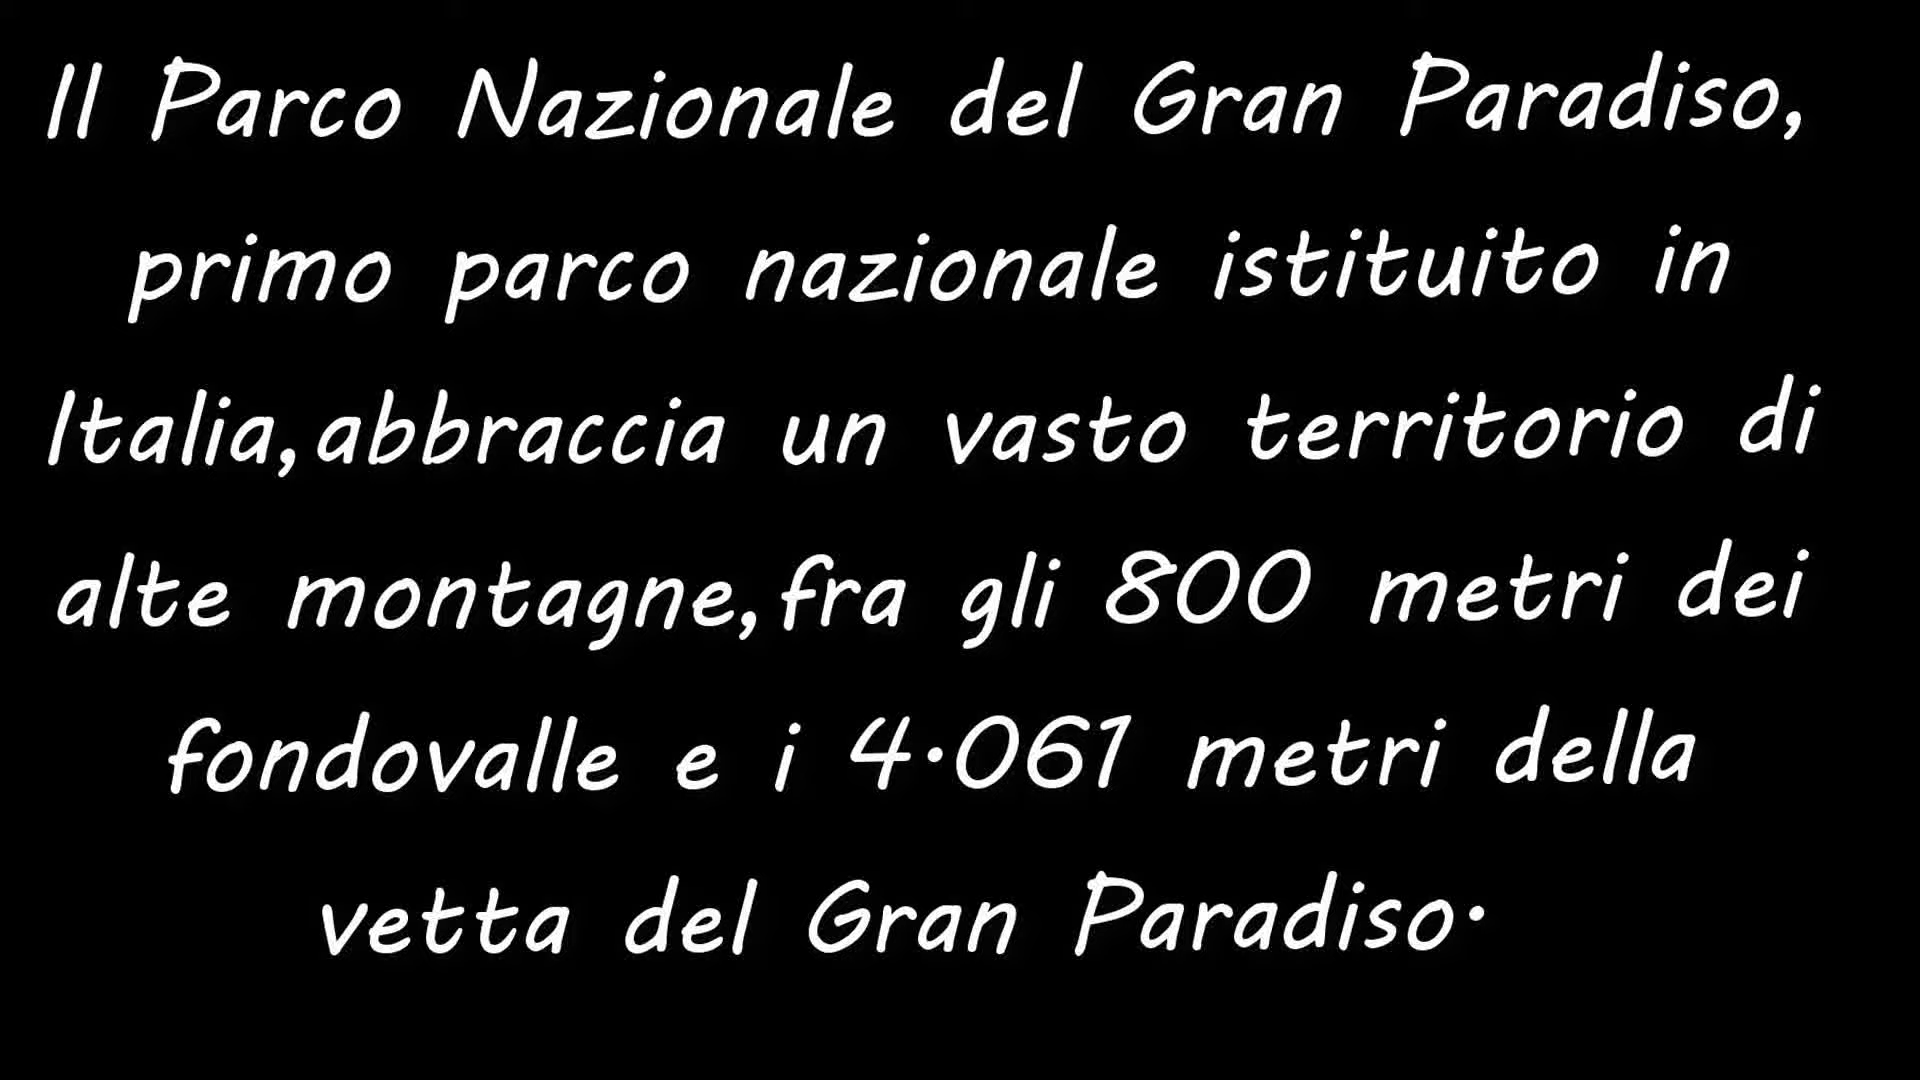 Il Parco Nazionale del Gran Paradiso,
primo parco nazionale istituito in
Italia,abbraccia un vasto territorio di
alte montagne,fra gli 800 metri dei
fondovalle e i 4.061 metri della
vetta del Gran Paradiso.